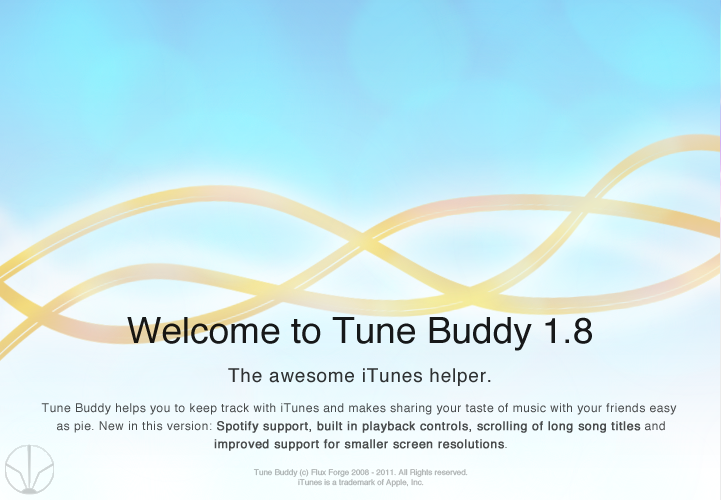 Welcome to Tune Buddy 1.8
The awesome iTunes helper.
Tune Buddy helps you to keep track with iTunes and makes sharing your taste of music with your friends easy
as pie. New in this version: Spotify support, built in playback controls, scrolling of long song titles and
improved support for smaller screen resolutions.
Tune Buddy (c) Flux Forge 2008 - 2011. All Rights reserved.
iTunes is a trademark of Apple, Inc.